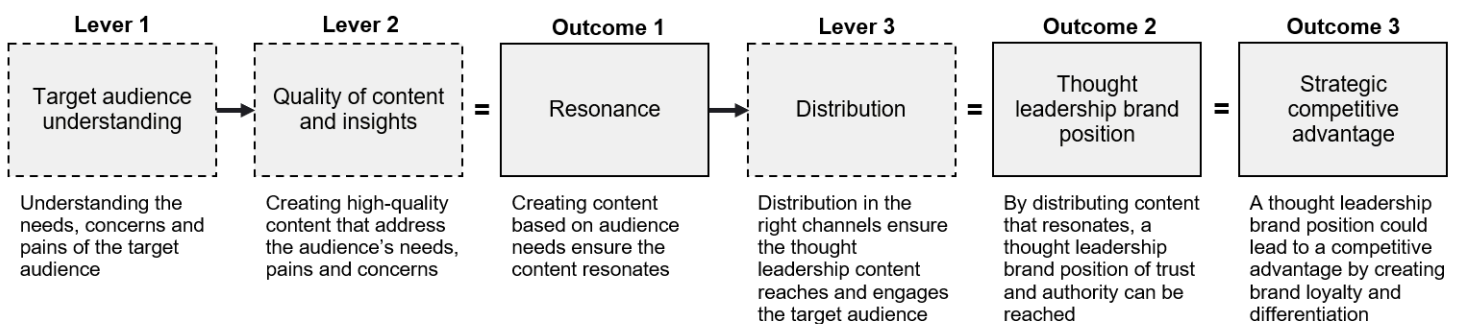 Lever 1
Target audience
understanding
Understanding the
needs, concerns and
pains of the target
audience
Lever 2
Quality of content
and insights
Creating high-quality
content that address
the audience's needs,
pains and concerns
=
Outcome 1
Resonance
Creating content
based on audience
needs ensure the
content resonates
Lever 3
Distribution
Distribution in the
right channels ensure
the thought
leadership content
reaches and engages
the target audience
=
Outcome 2
Thought
leadership brand
position
By distributing content
that resonates, a
thought leadership
brand position of trust
and authority can be
reached
=
Outcome 3
Strategic
competitive
advantage
A thought leadership
brand position could
lead to a competitive
advantage by creating
brand loyalty and
differentiation